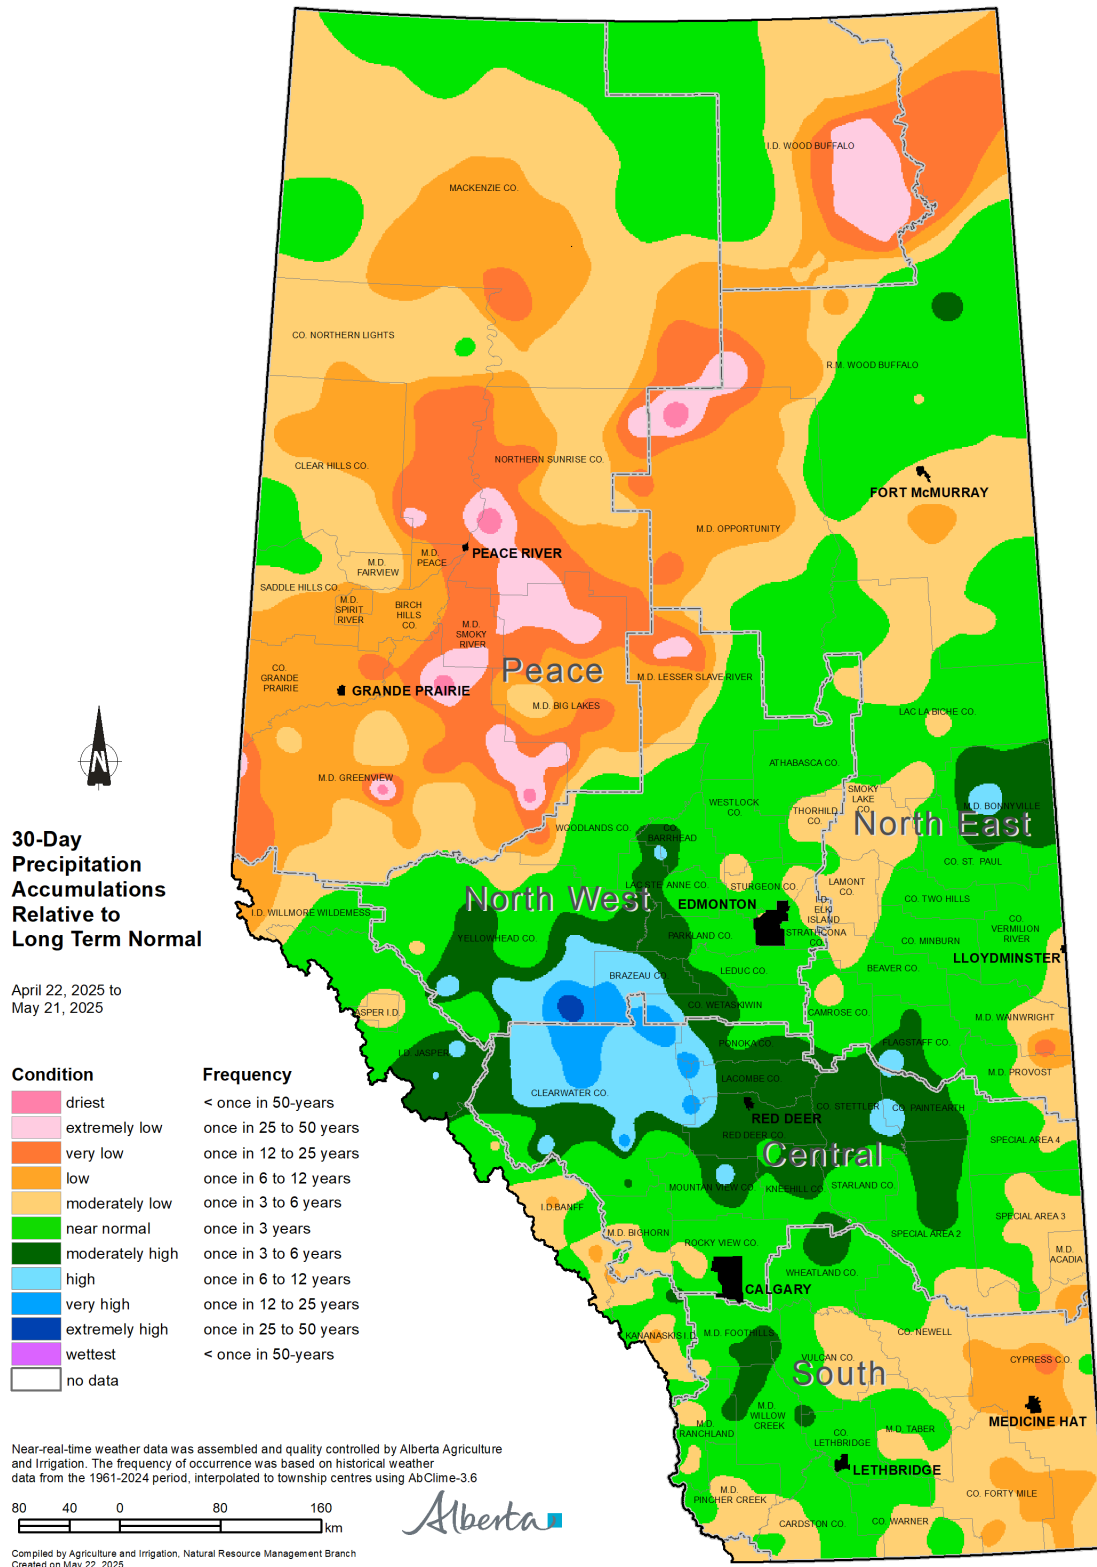 I.D. WOOD BUFFALO
MACKENZIE CO.
CO. NORTHERN LIGHTS
R.M. WOOD BUFFALO
CLEAR HILLS CO.
NORTHERN SUNRISE CO.
FORT McMURRAY
M.D. OPPORTUNITY
PEACE RIVER
M.D.
PEACE
M.D.
FAIRVIEW
SADDLE HILLS CO.
M.D.
SPIRIT
RIVER
BIRCH
HILLS
CO.
M.D.
SMOKY
RIVER
Peace
CO.
GRANDE
PRAIRIE
GRANDE PRAIRIE
M.D. LESSER SLAVE RIVER
M.D. BIG LAKES
LAC LA BICHE CO.
N
M.D. GREENVIEW
ATHABASCA CO.
WESTLOCK
CO.
THORHILD
CO.
SMOKY
LAKE
CO.
M.D. BONNYVILLE
North East
WOODLANDS CO.
CO.
BARRHEAD
CO. ST. PAUL
30-Day
Precipitation
Accumulations
Relative to
Long Term Normal
LAC STE ANNE CO.
STURGEON CO.
LAMONT
CO.
CO. TWO HILLS
North West
EDMONTON
I.D.
ELK
ISLAND
I.D. WILLMORE WILDERNESS
CO.
VERMILION
RIVER
YELLOWHEAD CO.
PARKLAND CO.
STRATHCONA
CO.
CO. MINBURN
LLOYDMINSTER
BRAZEAU CO.
LEDUC CO.
BEAVER CO.
April 22, 2025 to
May 21, 2025
JASPER I.D.
CO. WETASKIWIN
CAMROSE CO.
M.D. WAINWRIGHT
I.D. JASPER
PONOKA CO.
FLAGSTAFF CO.
M.D. PROVOST
CLEARWATER CO.
LACOMBE CO.
RED DEER
CO. STETTLER
CO. PAINTEARTH
RED DEER CO.
Central
SPECIAL AREA 4
MOUNTAIN VIEW CO.
KNEEHILL CO.
STARLAND CO.
I.D BANFF
SPECIAL AREA 3
M.D. BIGHORN
ROCKY VIEW CO.
SPECIAL AREA 2
M.D.
ACADIA
WHEATLAND CO.
CALGARY
KANANASKIS I.D.
M.D. FOOTHILLS
CO. NEWELL
VULCAN CO.
South
CYPRESS C.O.
M.D.
WILLOW
CREEK
MEDICINE HAT
M.D.
RANCHLAND
CO.
LETHBRIDGE
M.D. TABER
LETHBRIDGE
M.D.
PINCHER CREEK
CO. FORTY MILE
CARDSTON CO.
CO. WARNER
Condition Frequency
driest < once in 50-years
extremely low once in 25 to 50 years
very low once in 12 to 25 years
low once in 6 to 12 years
moderately low once in 3 to 6 years
near normal once in 3 years
moderately high once in 3 to 6 years
high once in 6 to 12 years
very high once in 12 to 25 years
extremely high once in 25 to 50 years
wettest < once in 50-years
no data
Near-real-time weather data was assembled and quality controlled by Alberta Agriculture
and Irrigation. The frequency of occurrence was based on historical weather
data from the 1961-2024 period, interpolated to township centres using AbClime-3.6
80 40 0 80 160
km
Alberta
Compiled by Agriculture and Irrigation, Natural Resource Management Branch
Created on May 22, 2025